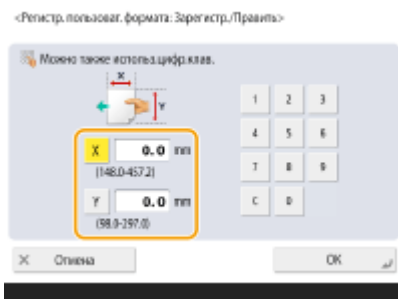 <Регистр. пользоват. формата: Зарегистр./Править>
Можно также использ.цифр.клав.
X
Y
1 2 3
4 5 6
X 0.0 mm
7 8 9
(148.0-457.2)
Y 0.0 mm
C 0
(98.0-297.0)
× Отмена
OK